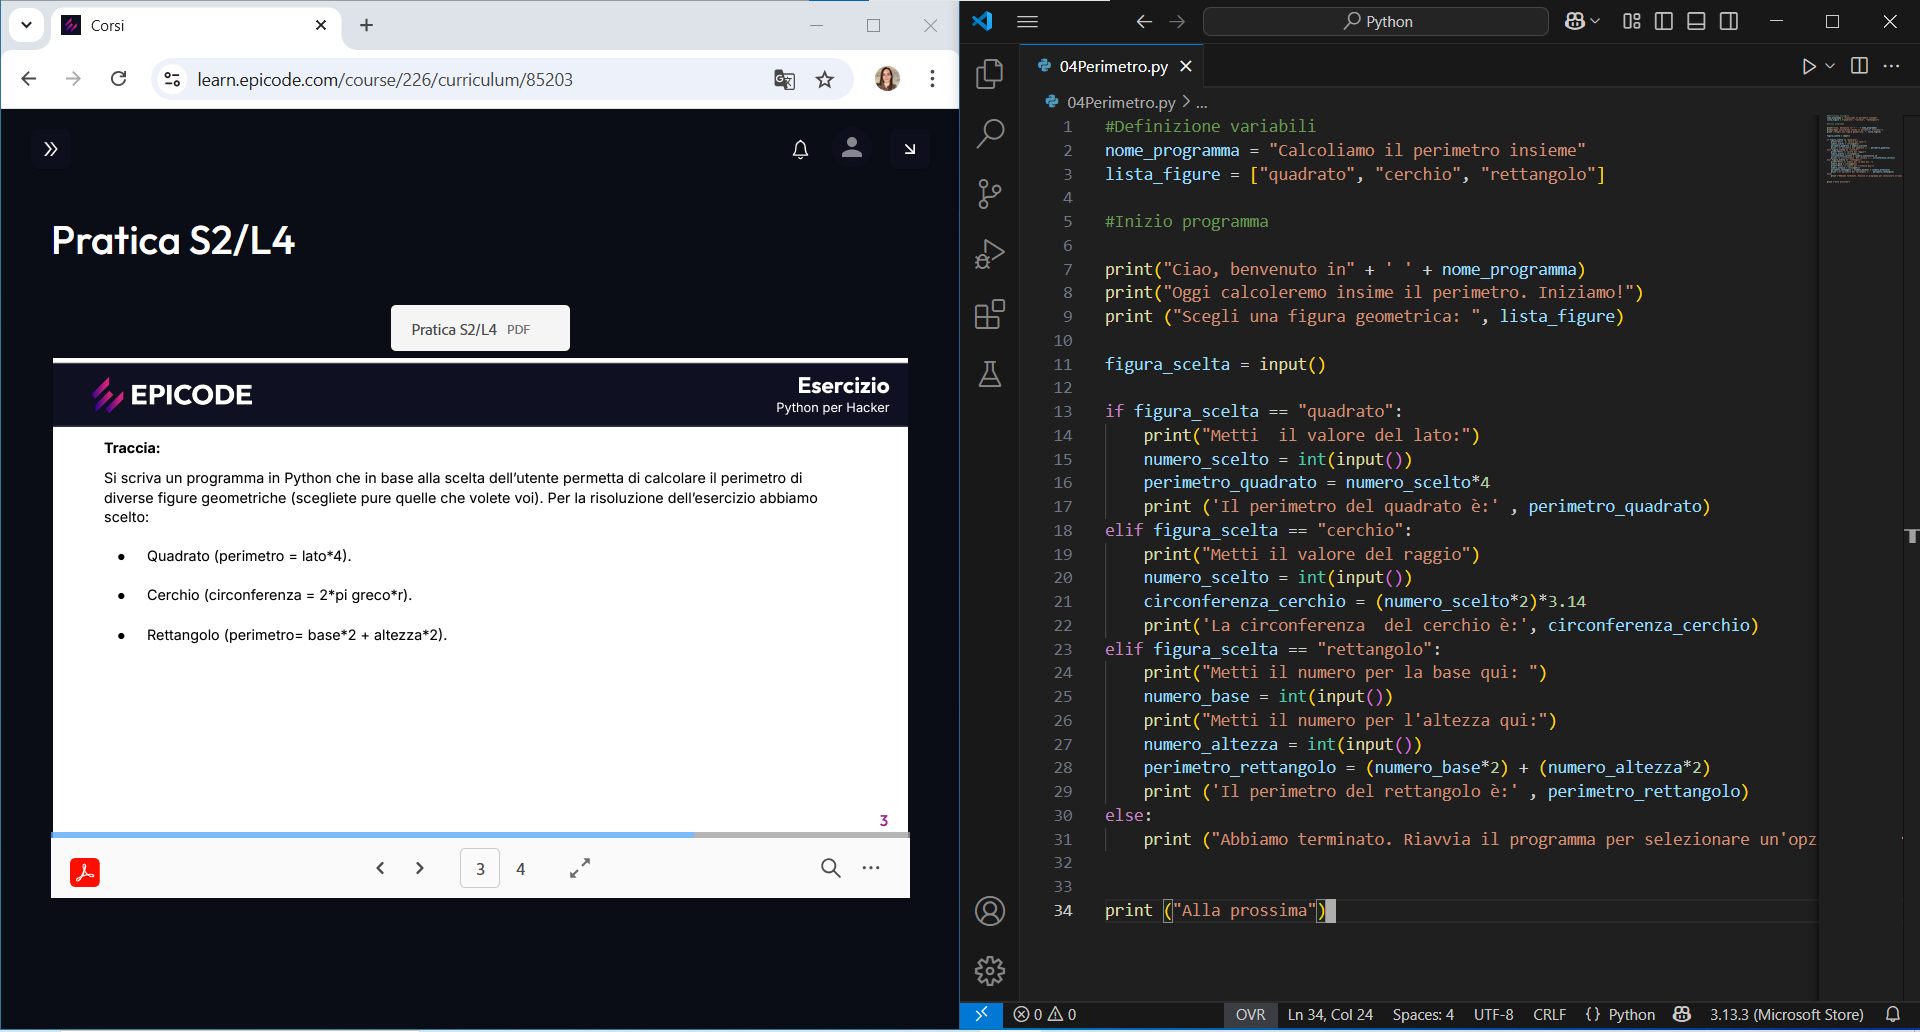 Corsi
learn.epicode.com/course/226/curriculum/85203
Pratica S2/L4
Pratica S2/L4 PDF
EPICODE
Esercizio
Python per Hacker
Traccia:
Si scriva un programma in Python che in base alla scelta dell'utente permetta di calcolare il perimetro di
diverse figure geometriche (scegliete pure quelle che volete voi). Per la risoluzione dell'esercizio abbiamo
scelto:
● Quadrato (perimetro = lato*4).
● Cerchio (circonferenza = 2*pi greco*r).
● Rettangolo (perimetro= base*2 + altezza*2).
3
3 4
Python
04Perimetro.py
04Perimetro.py > ...
1 #Definizione variabili
2 nome_programma = "Calcoliamo il perimetro insieme"
3 lista_figure = ["quadrato", "cerchio", "rettangolo"]
4
5 #Inizio programma
6
7 print("Ciao, benvenuto in" + ' ' + nome_programma)
8 print("Oggi calcoleremo insime il perimetro. Iniziamo!")
9 print ("Scegli una figura geometrica: ", lista_figure)
10
11 figura_scelta = input()
12
13 if figura_scelta == "quadrato":
14     print("Metti  il valore del lato:")
15     numero_scelto = int(input())
16     perimetro_quadrato = numero_scelto*4
17     print ('Il perimetro del quadrato è:' , perimetro_quadrato)
18 elif figura_scelta == "cerchio":
19     print("Metti il valore del raggio")
20     numero_scelto = int(input())
21     circonferenza_cerchio = (numero_scelto*2)*3.14
22     print('La circonferenza  del cerchio è:', circonferenza_cerchio)
23 elif figura_scelta == "rettangolo":
24     print("Metti il numero per la base qui: ")
25     numero_base = int(input())
26     print("Metti il numero per l'altezza qui:")
27     numero_altezza = int(input())
28     perimetro_rettangolo = (numero_base*2) + (numero_altezza*2)
29     print ('Il perimetro del rettangolo è:' , perimetro_rettangolo)
30 else:
31     print ("Abbiamo terminato. Riavvia il programma per selezionare un'opz
32
33
34 print ("Alla prossima")
0 0 OVR Ln 34, Col 24 Spaces: 4 UTF-8 CRLF {} Python 3.13.3 (Microsoft Store)